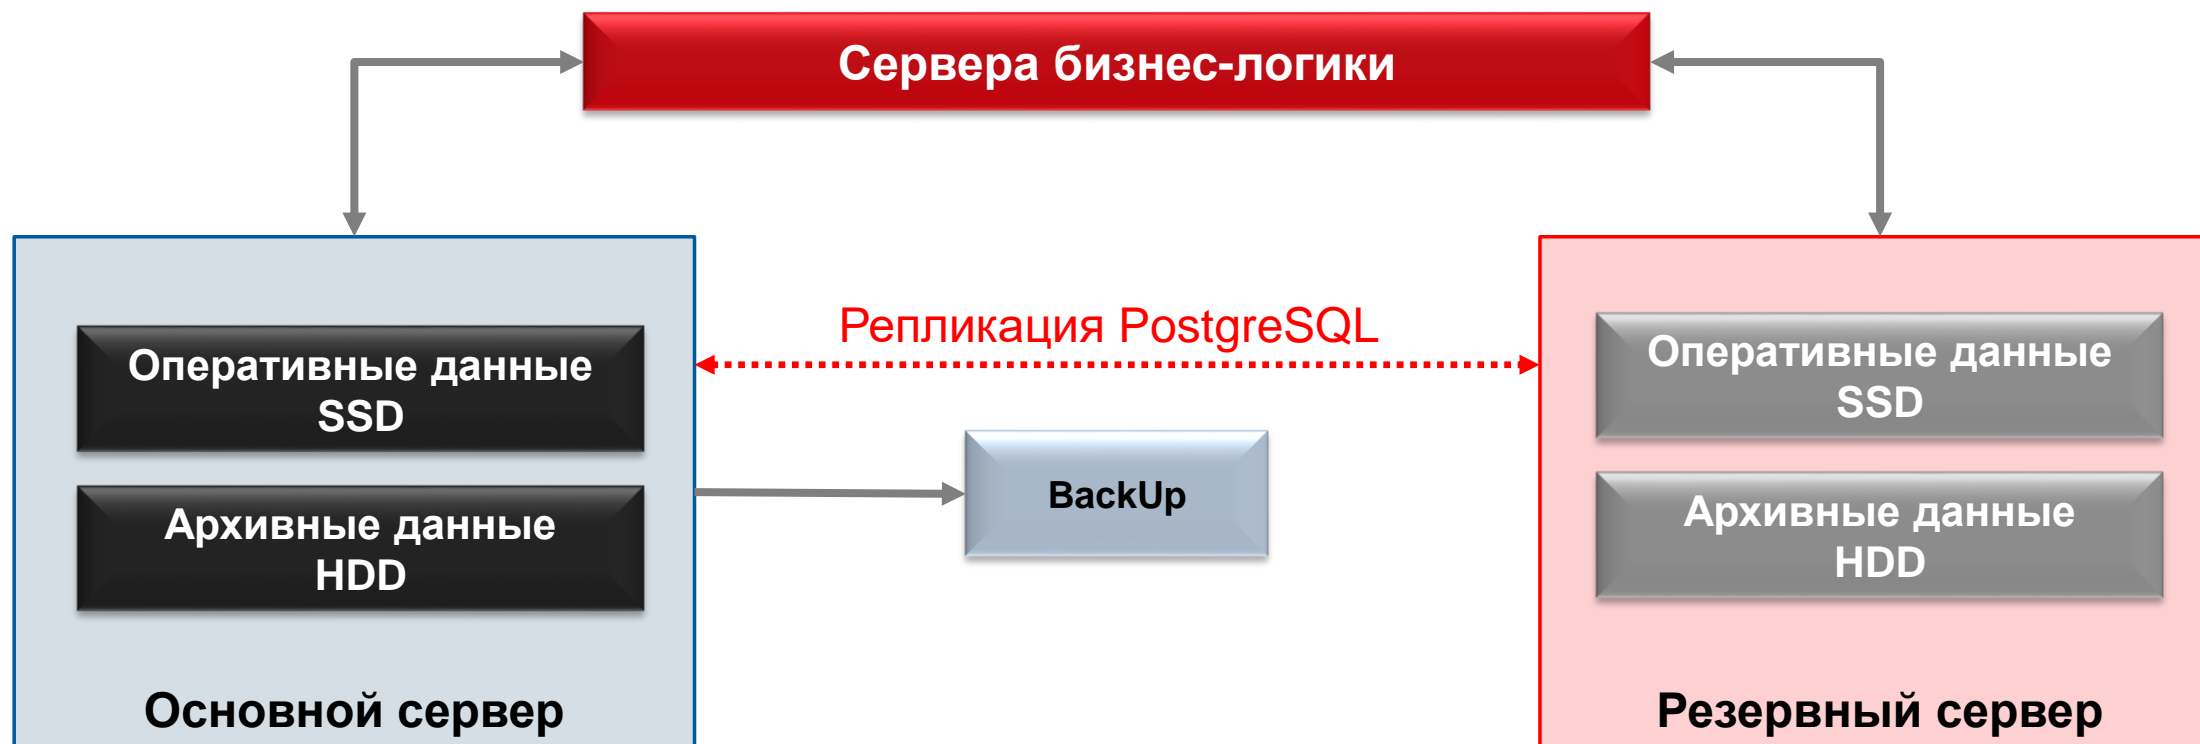 Сервера бизнес-логики
Репликация PostgreSQL
Оперативные данные
SSD
Архивные данные
HDD
Основной сервер
BackUp
Оперативные данные
SSD
Архивные данные
HDD
Резервный сервер